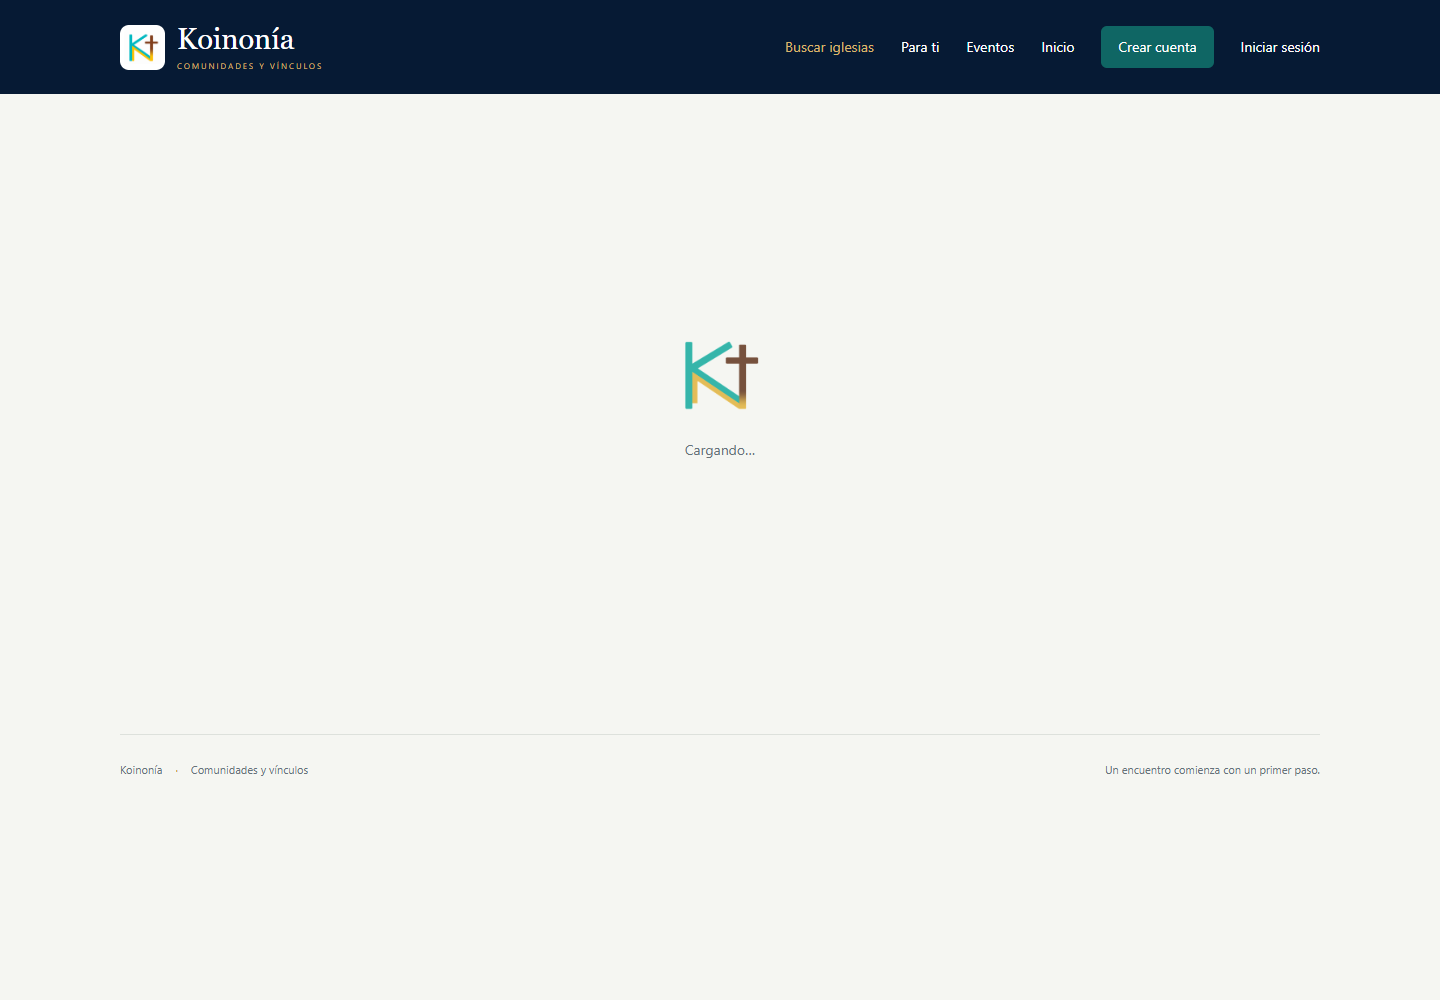 Koinonía
COMUNIDADES Y VÍNCULOS
Buscar iglesias
Para ti
Eventos
Inicio
Crear cuenta
Iniciar sesión
Cargando...
Koinonía · Comunidades y vínculos
Un encuentro comienza con un primer paso.